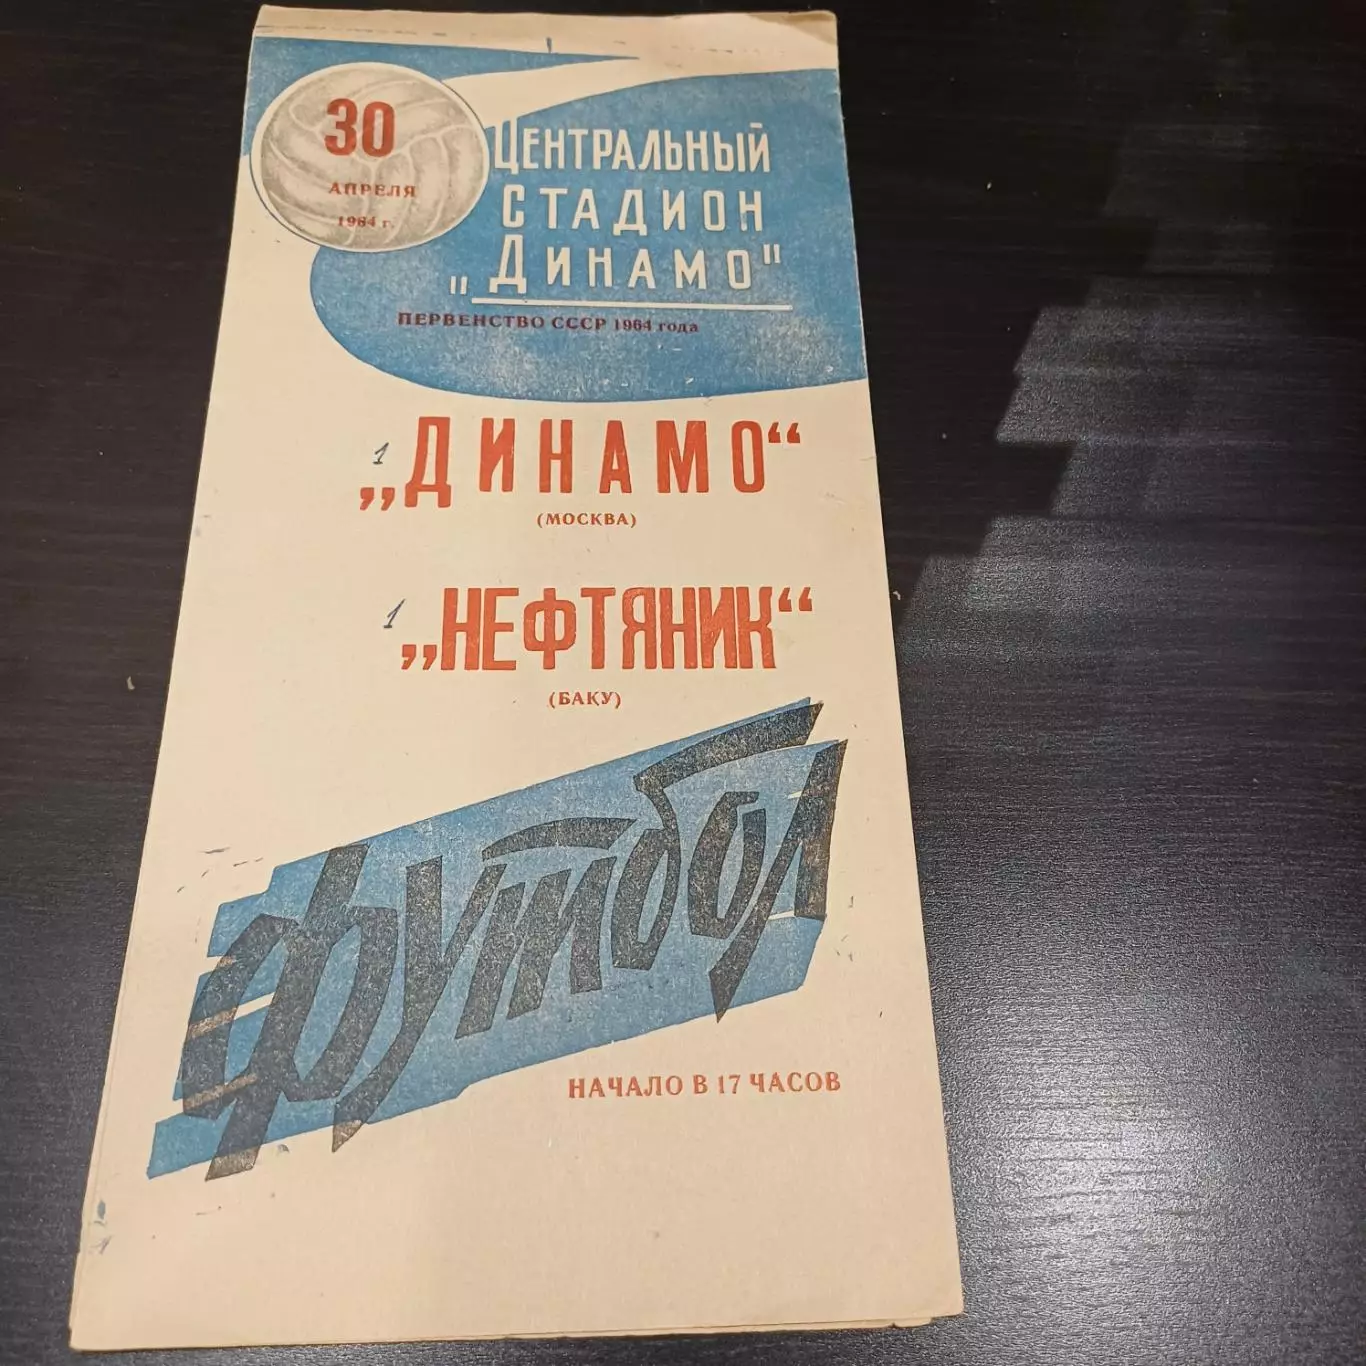 30
АПРЕЛЯ
1964 г.
ЦЕНТРАЛЬНЫЙ
СТАДИОН
„ДИНАМО"
ПЕРВЕНСТВО СССР 1964 года
1 „ДИНАМО“
(МОСКВА)
1 „НЕФТЯНИК“
(БАКУ)
футбол
НАЧАЛО В 17 ЧАСОВ